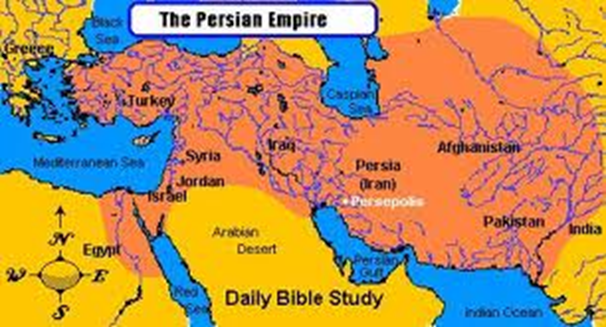 The Persian Empire
Black
Sea
Greece
Caspian
Sea
Turkey
Afghanistan
Iraq
Syria
Mediterranean Sea
Persia
(Iran)
Jordan
Israel
Persepolis
Pakistan
India
Arabian
Desert
N
Egypt
Persian
Gulf
W
E
Red
Sea
Daily Bible Study
S
Indian Ocean